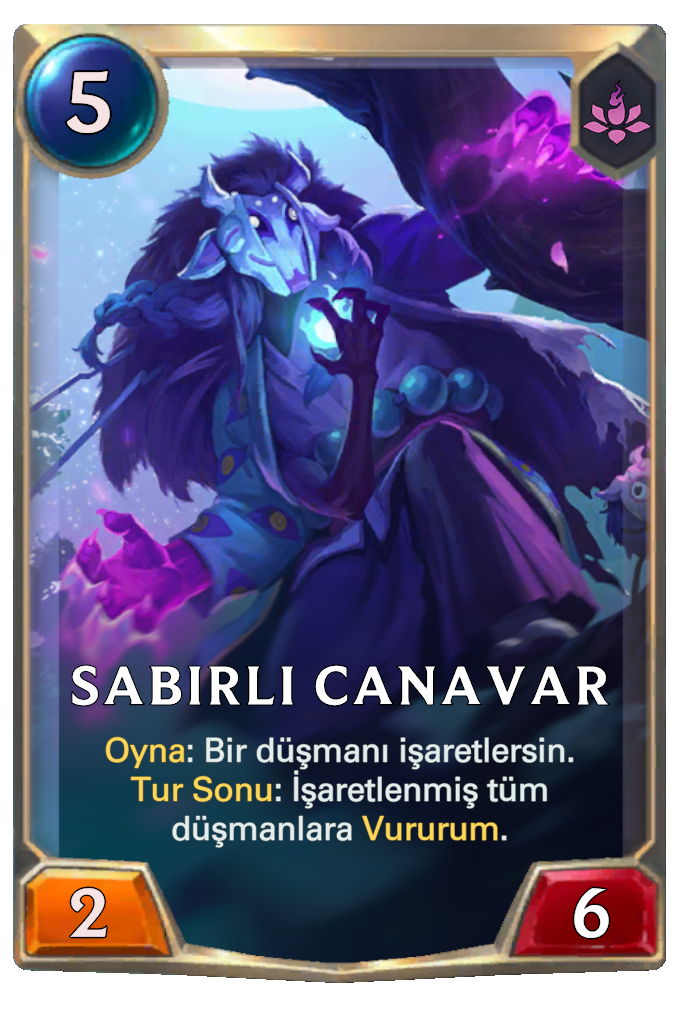 5
SABIRLI CANAVAR
Oyna: Bir düşmanı işaretlersin.
Tur Sonu: İşaretlenmiş tüm
düşmanlara Vururum.
2
6